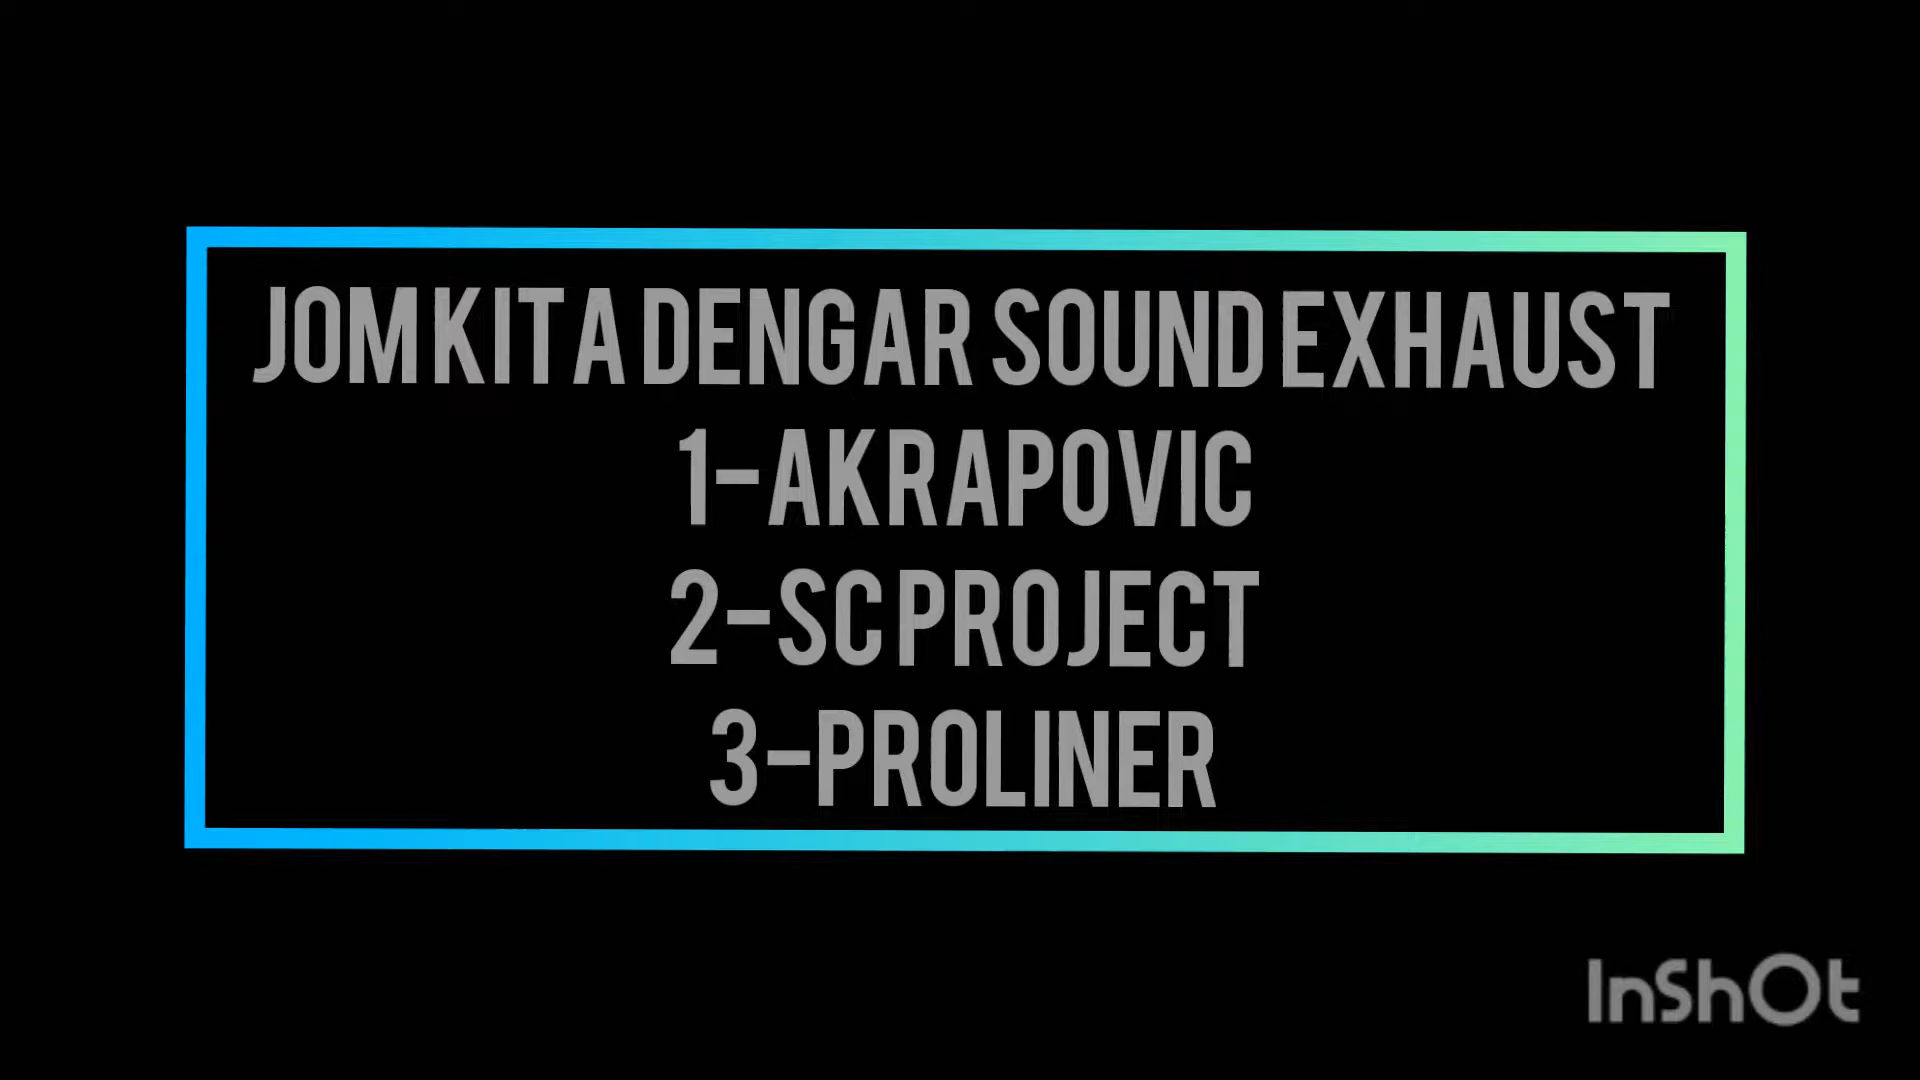 JOM KITA DENGAR SOUND EXHAUST
1-AKRAPOVIC
2-SC PROJECT
3-PROLINER
InShOt